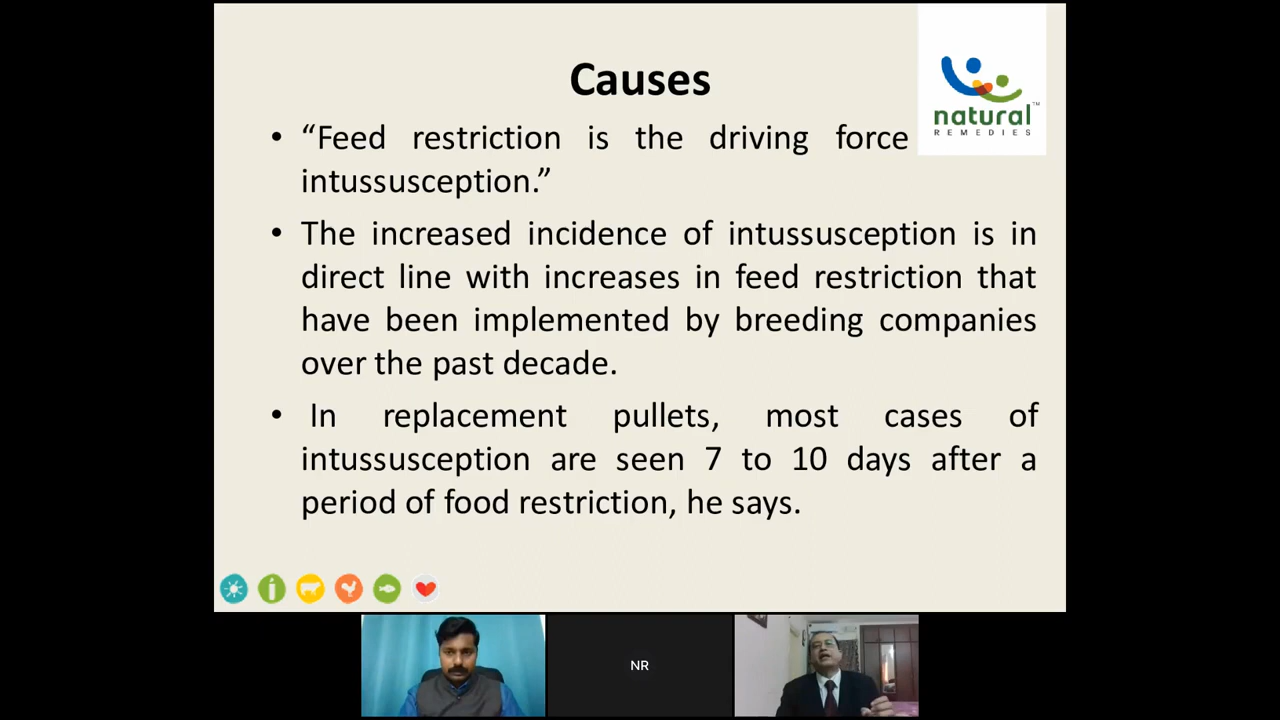 Causes
natural™
REMEDIES
• “Feed restriction is the driving force
intussusception.”
• The increased incidence of intussusception is in
direct line with increases in feed restriction that
have been implemented by breeding companies
over the past decade.
• In replacement pullets, most cases of
intussusception are seen 7 to 10 days after a
period of food restriction, he says.
NR